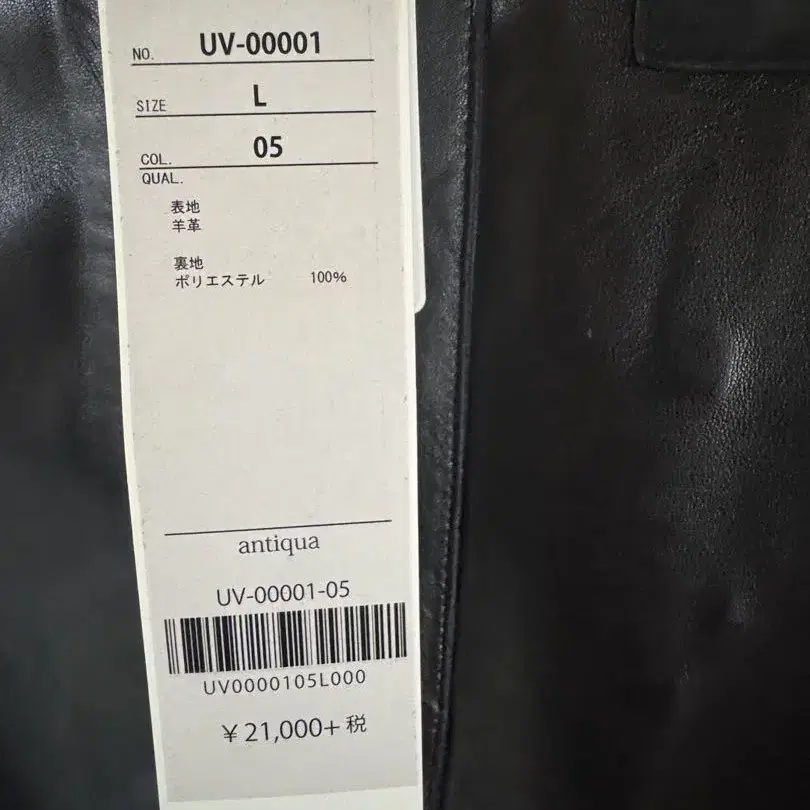 NO. UV-00001
SIZE L
COL. 05
QUAL.
表地
羊革
裏地
ポリエステル 100%
antiqua
UV-00001-05
UV0000105L000
¥21,000+税